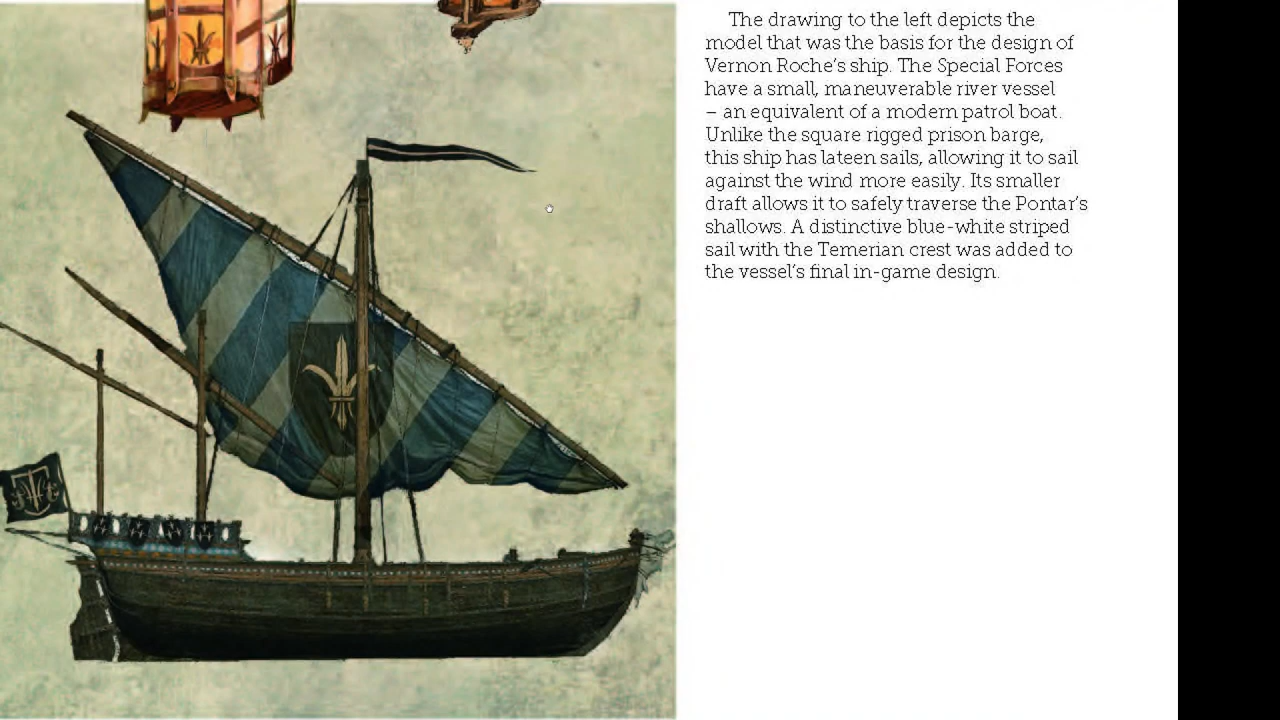 The drawing to the left depicts the
model that was the basis for the design of
Vernon Roche's ship. The Special Forces
have a small, maneuverable river vessel
– an equivalent of a modern patrol boat.
Unlike the square rigged prison barge,
this ship has lateen sails, allowing it to sail
against the wind more easily. Its smaller
draft allows it to safely traverse the Pontar's
shallows. A distinctive blue-white striped
sail with the Temerian crest was added to
the vessel's final in-game design.